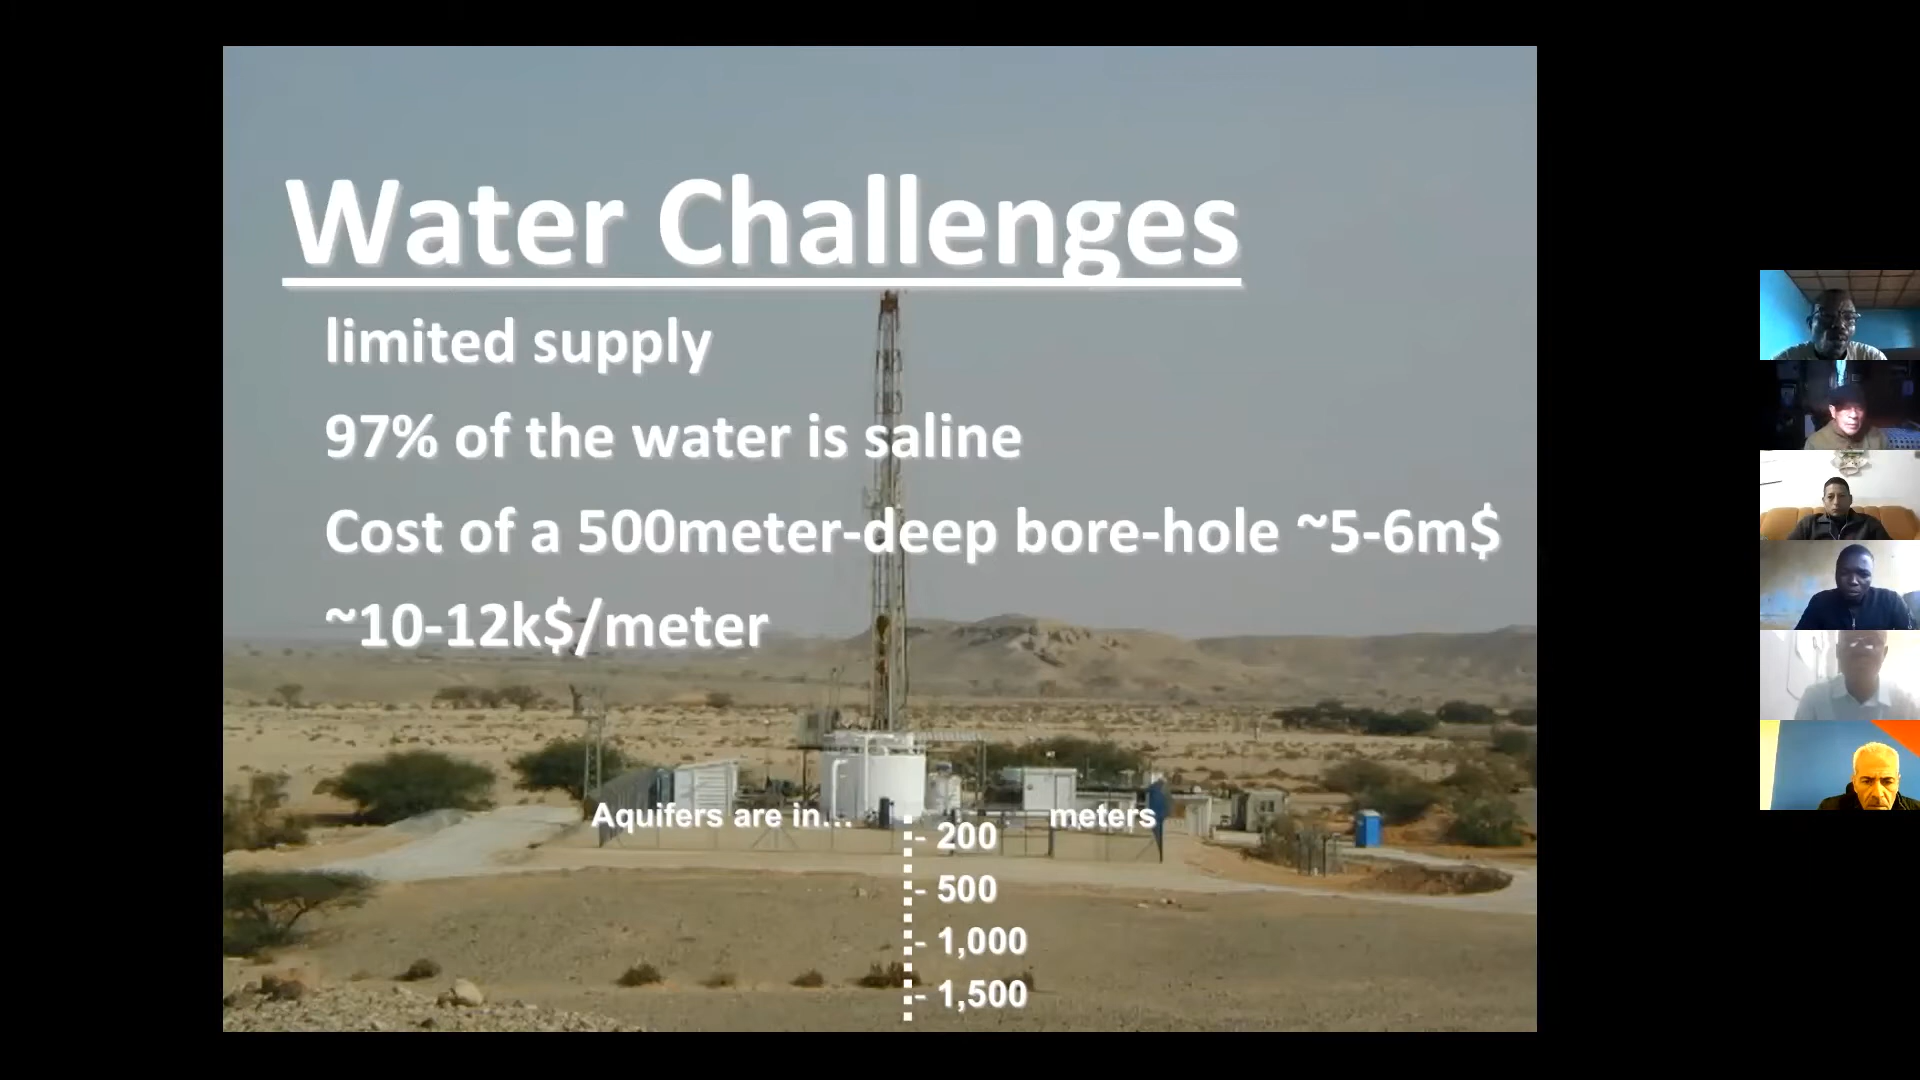 Water Challenges
limited supply
97% of the water is saline
Cost of a 500meter-deep bore-hole ~5-6m$
~10-12k$/meter
Aquifers are in... meters
- 200
- 500
- 1,000
- 1,500